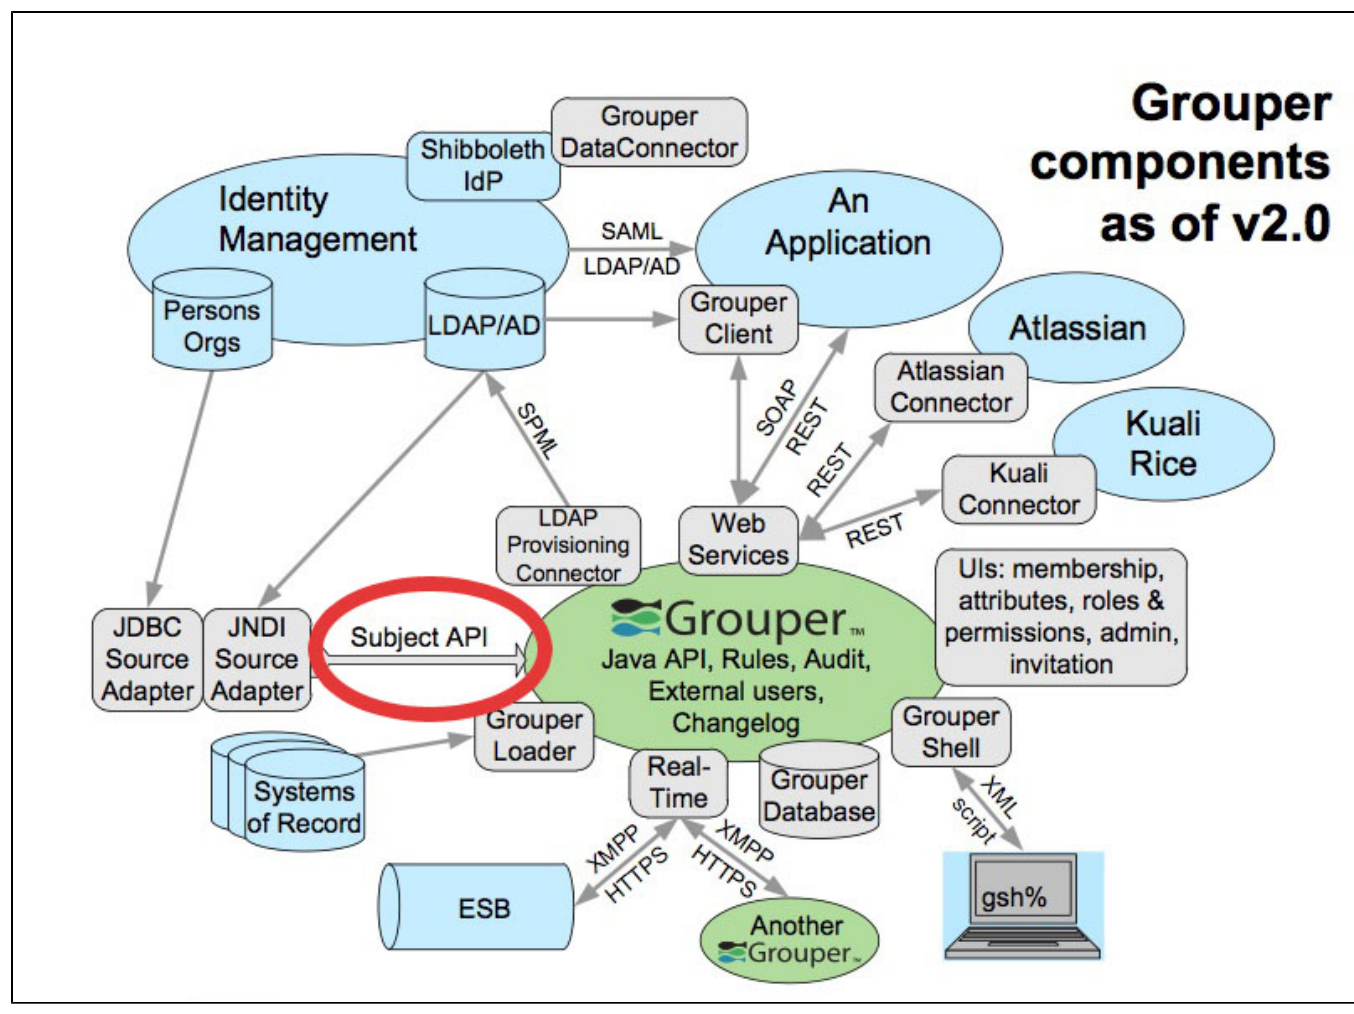 Grouper
components
as of v2.0
Grouper
DataConnector
Shibboleth
IdP
Identity
Management
Persons
Orgs
LDAP/AD
SAML
LDAP/AD
An
Application
Grouper
Client
Atlassian
Atlassian
Connector
Kuali
Rice
Kuali
Connector
SPML
SOAP
REST
REST
REST
LDAP
Provisioning
Connector
Web
Services
UIs: membership,
attributes, roles &
permissions, admin,
invitation
JDBC
Source
Adapter
JNDI
Source
Adapter
Subject API
Grouper™
Java API, Rules, Audit,
External users,
Changelog
Grouper
Loader
Grouper
Shell
Systems
of Record
Real-
Time
Grouper
Database
XML
script
XMPP
HTTPS
XMPP
HTTPS
ESB
Another
Grouper™
gsh%